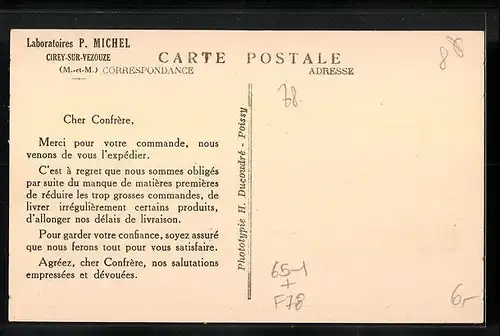 Laboratoires P. MICHEL
CIREY-SUR-VEZOUZE
(M.-et-M.)
CARTE POSTALE
CORRESPONDANCE
ADRESSE
Cher Confrère,
Merci pour votre commande, nous
venons de vous l'expédier.
C'est à regret que nous sommes obligés
par suite du manque de matières premières
de réduire les trop grosses commandes, de
livrer irrégulièrement certains produits,
d'allonger nos délais de livraison.
Pour garder votre confiance, soyez assuré
que nous ferons tout pour vous satisfaire.
Agréez, cher Confrère, nos salutations
empressées et dévouées.
Phototypie H. Ducoudré - Poissy
78
65-1
+
F78
6,-